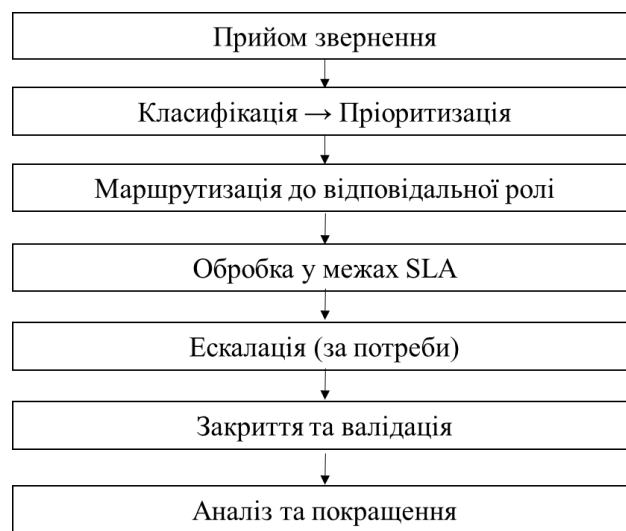 Прийом звернення
Класифікація → Пріоритизація
Маршрутизація до відповідальної ролі
Обробка у межах SLA
Ескалація (за потреби)
Закриття та валідація
Аналіз та покращення